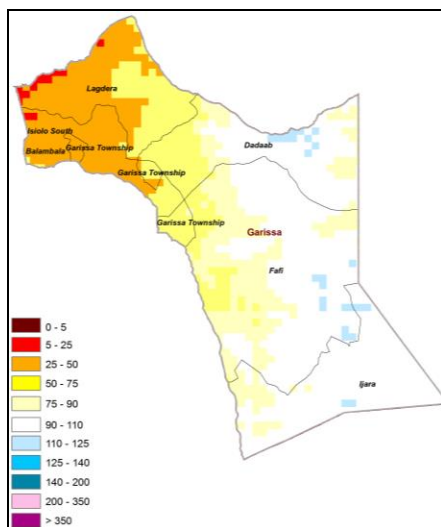 Lagdera
Isiolo South
Balambala
Garissa Township
Dadaab
Garissa Township
Garissa Township
Garissa
Fafi
Ijara
0 - 5
5 - 25
25 - 50
50 - 75
75 - 90
90 - 110
110 - 125
125 - 140
140 - 200
200 - 350
> 350